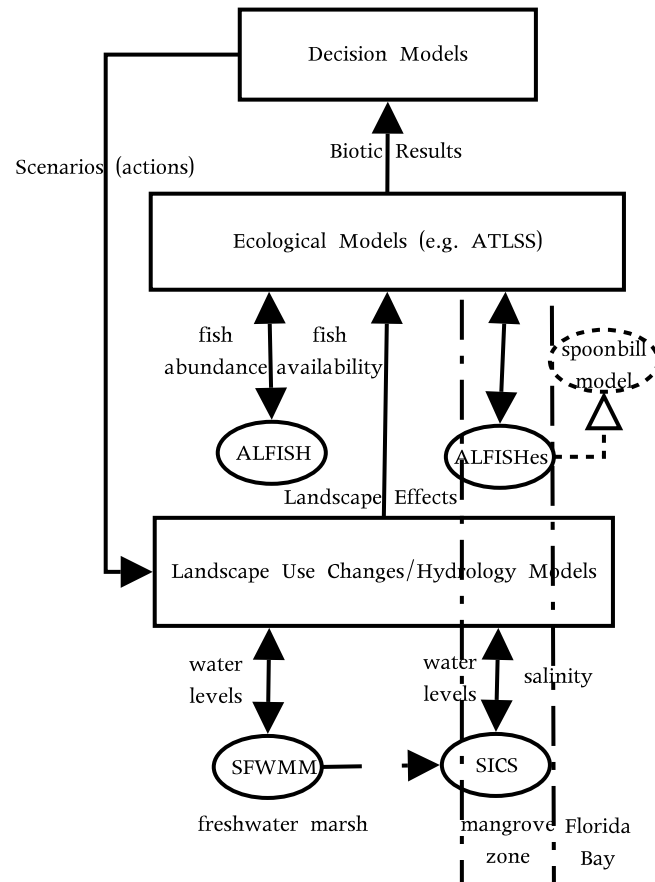 Decision Models
Biotic Results
Scenarios (actions)
Ecological Models (e.g. ATLSS)
fish
abundance
fish
availability
spoonbill
model
ALFISH
ALFISHes
Landscape Effects
Landscape Use Changes/Hydrology Models
water
levels
water
levels
salinity
SFWMM
SICS
freshwater marsh
mangrove
zone
Florida
Bay